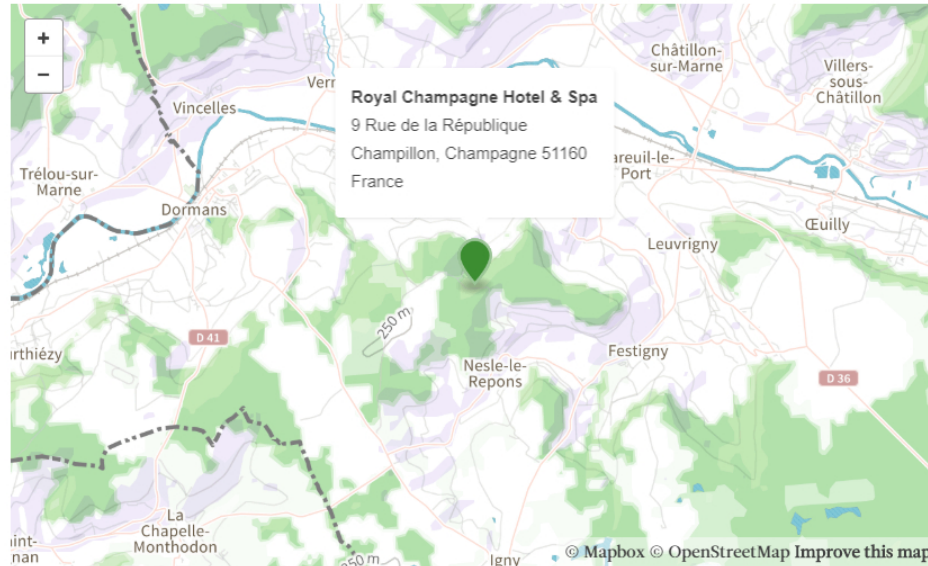 +
−
Châtillon-
sur-Marne
Villers-
sous-
Châtillon
Vincelles
Royal Champagne Hotel & Spa
9 Rue de la République
Champillon, Champagne 51160
France
Trélou-sur-
Marne
Dormans
Port
Œuilly
Leuvrigny
250 m
D 41
Festigny
Nesle-le-
Repons
D 36
La
Chapelle-
Monthodon
Igny
250 m
© Mapbox © OpenStreetMap Improve this map